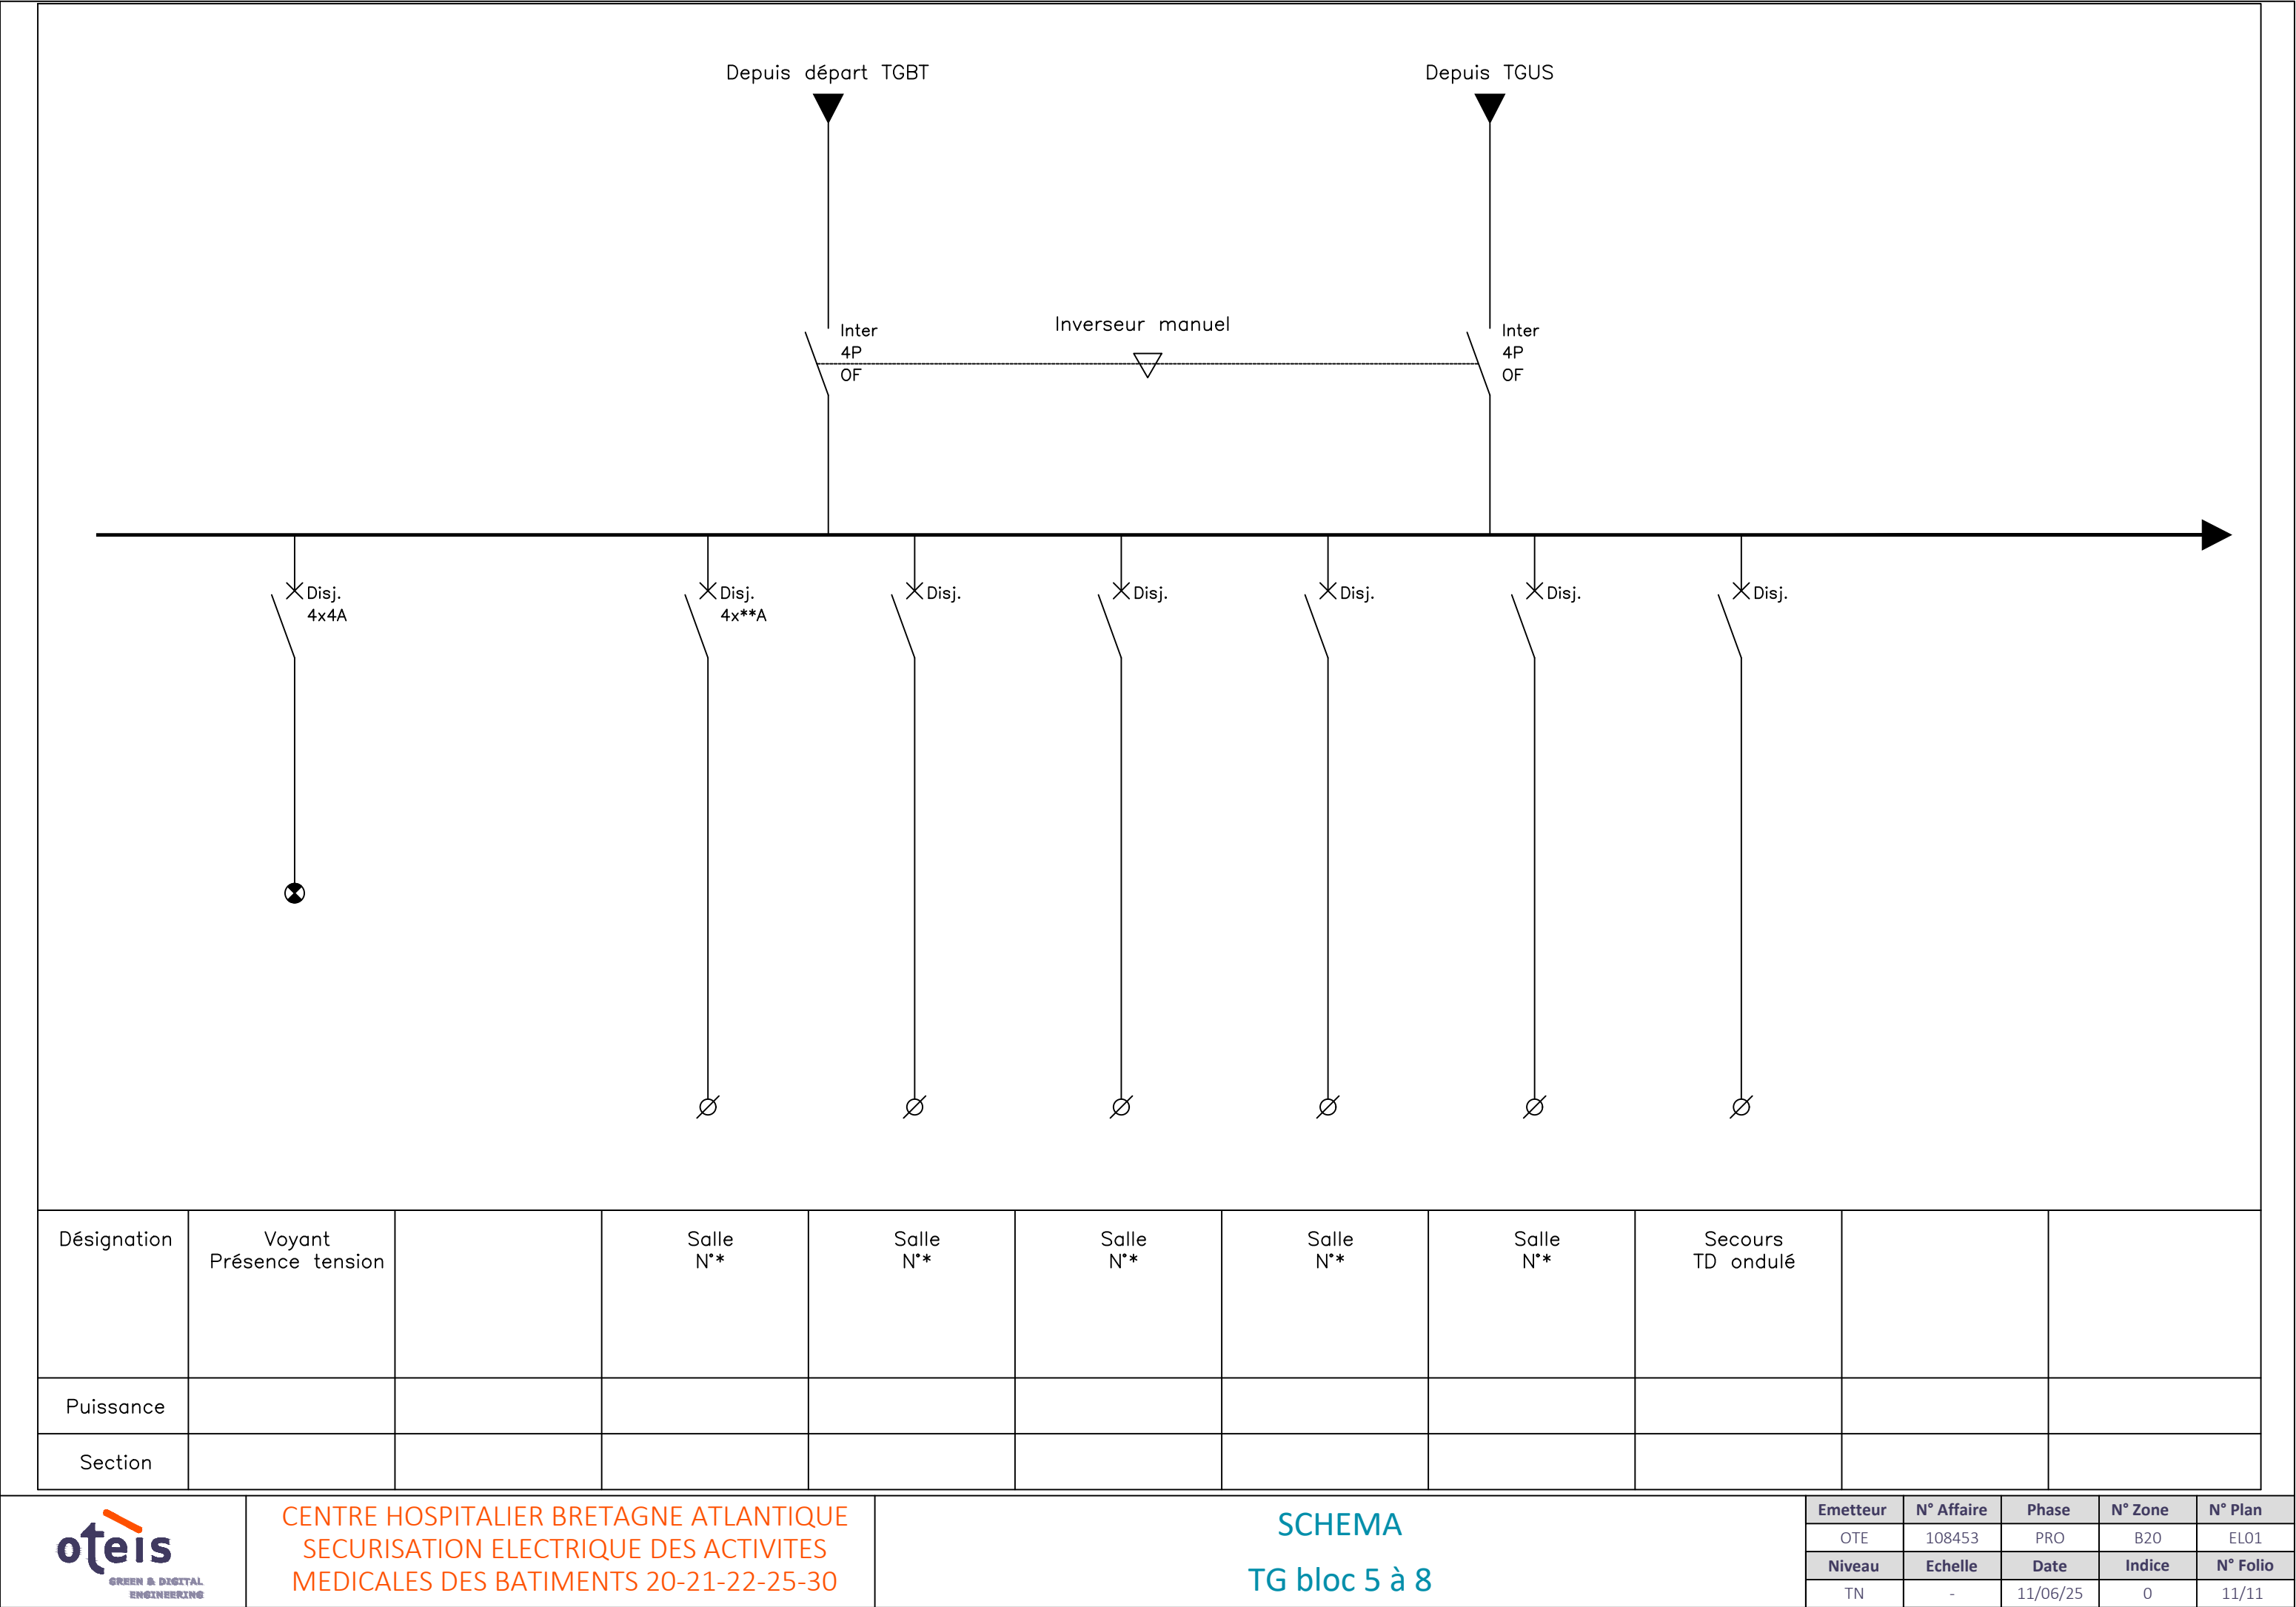 Depuis départ TGBT
Depuis TGUS
Inverseur manuel
Inter
4P
OF
Inter
4P
OF
Disj.
4x4A
Disj.
4x**A
Disj.
Disj.
Disj.
Disj.
Disj.
Désignation
Voyant
Présence tension
Salle
N°*
Salle
N°*
Salle
N°*
Salle
N°*
Salle
N°*
Secours
TD ondulé
Puissance
Section
oteis
GREEN & DIGITAL
ENGINEERING
CENTRE HOSPITALIER BRETAGNE ATLANTIQUE
SECURISATION ELECTRIQUE DES ACTIVITES
MEDICALES DES BATIMENTS 20-21-22-25-30
SCHEMA
TG bloc 5 à 8
Emetteur N° Affaire Phase N° Zone N° Plan
OTE 108453 PRO B20 EL01
Niveau Echelle Date Indice N° Folio
TN - 11/06/25 0 11/11